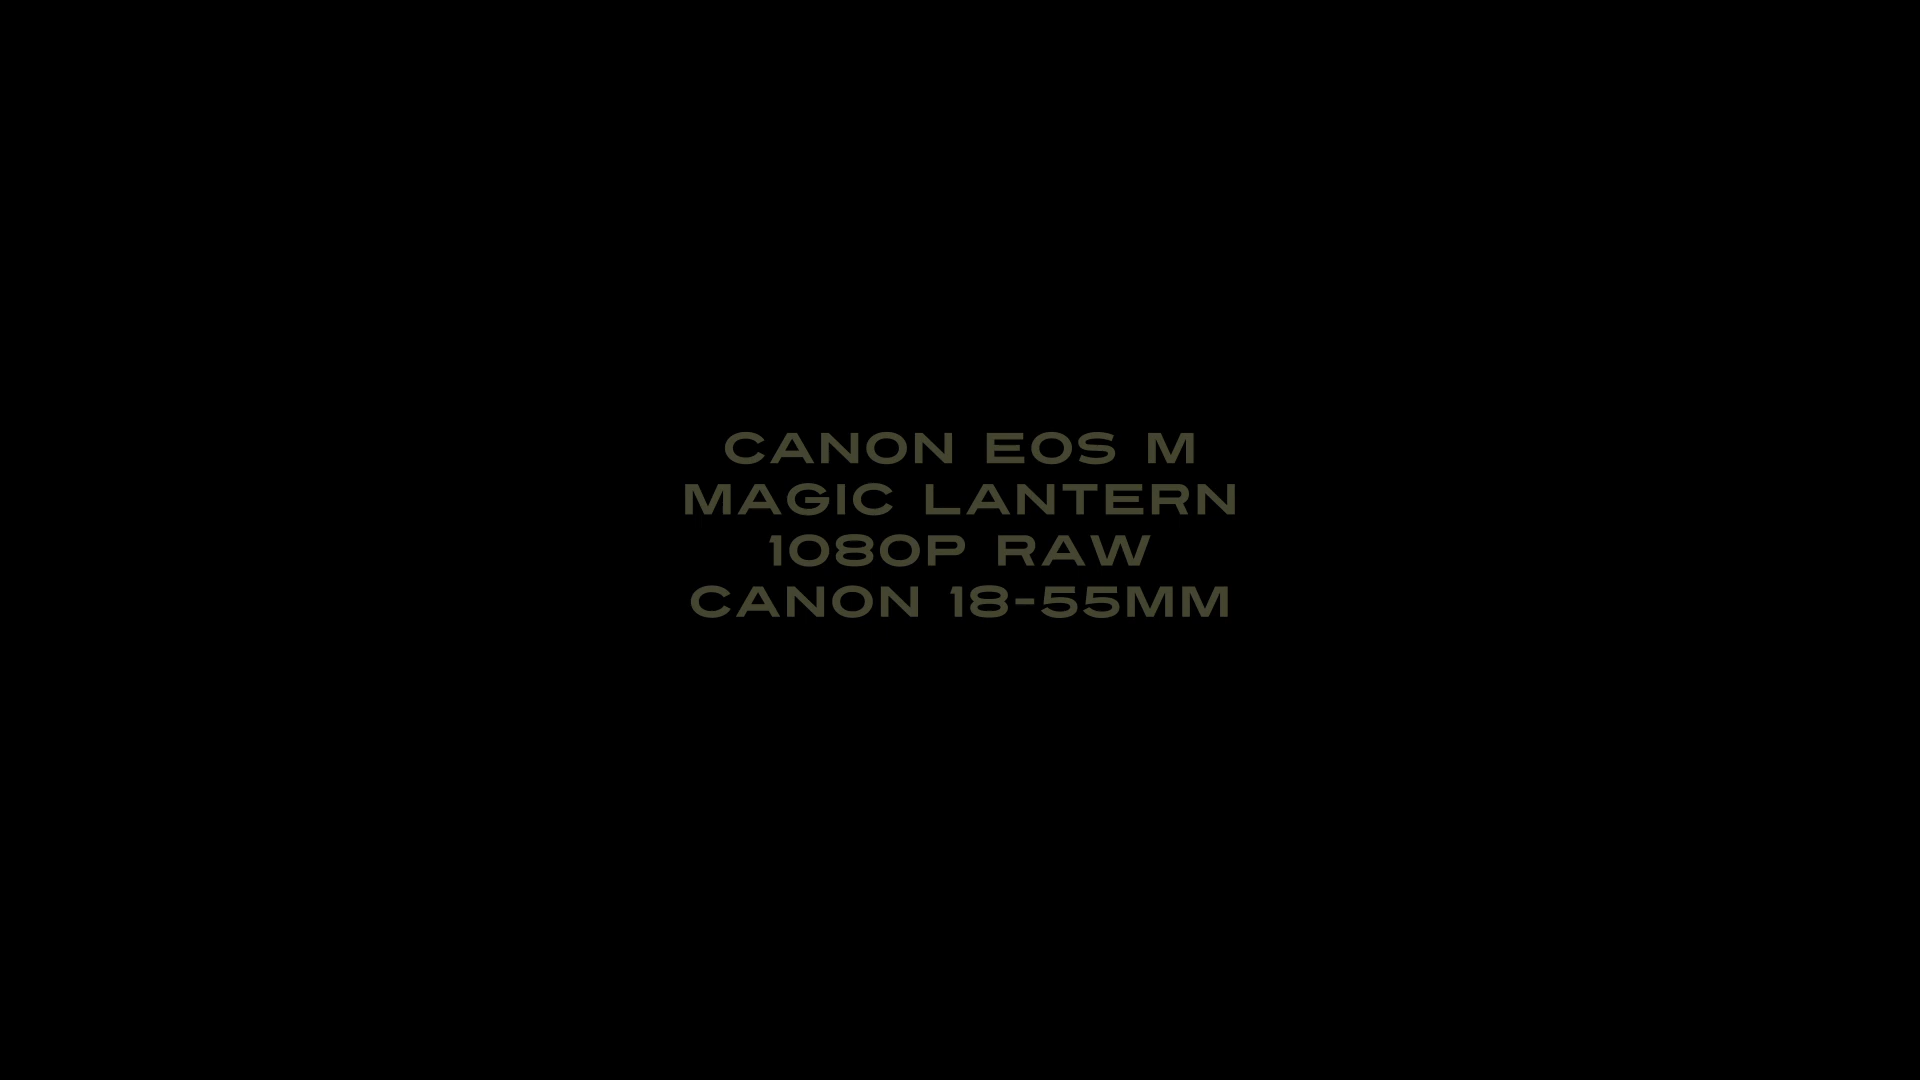 CANON EOS M
MAGIC LANTERN
1080P RAW
CANON 18-55MM